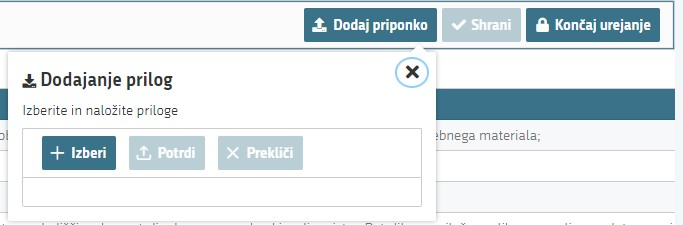 Dodaj priponko Shrani Končaj urejanje
Dodajanje prilog
Izberite in naložite priloge
ebnega materiala;
Izberi Potrdi Prekliči